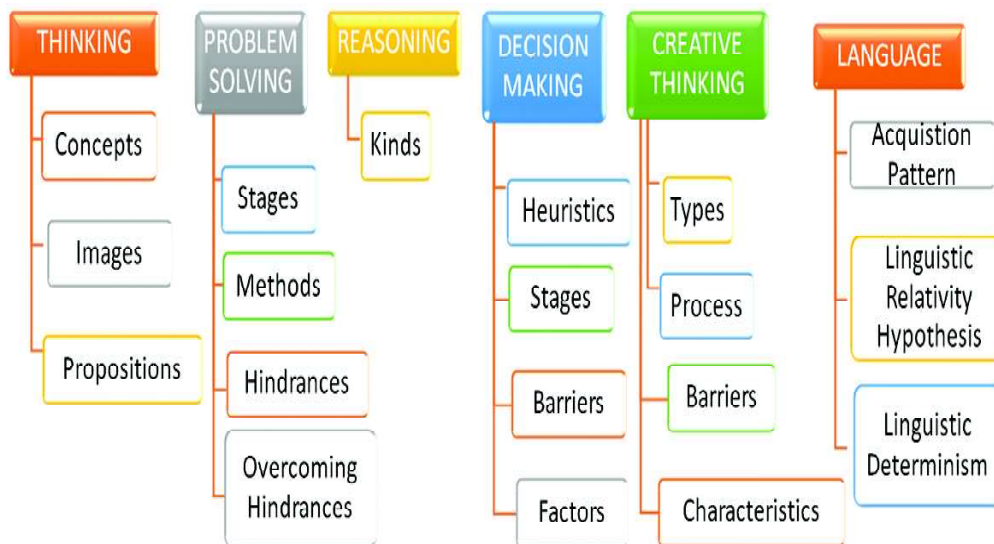 THINKING
Concepts
Images
Propositions
PROBLEM
SOLVING
Stages
Methods
Hindrances
Overcoming
Hindrances
REASONING
Kinds
DECISION
MAKING
Heuristics
Stages
Barriers
Factors
CREATIVE
THINKING
Types
Process
Barriers
Characteristics
LANGUAGE
Acquistion
Pattern
Linguistic
Relativity
Hypothesis
Linguistic
Determinism